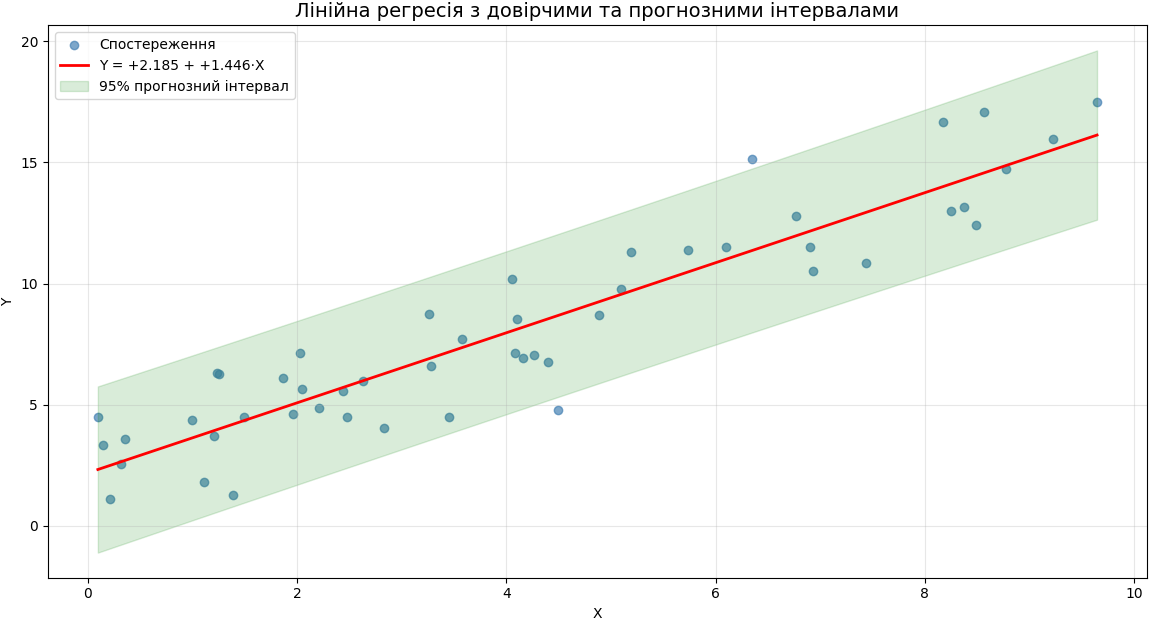 Лінійна регресія з довірчими та прогнозними інтервалами
Спостереження
Y = +2.185 + +1.446·X
95% прогнозний інтервал
20
15
10
5
0
Y
0 2 4 6 8 10
X